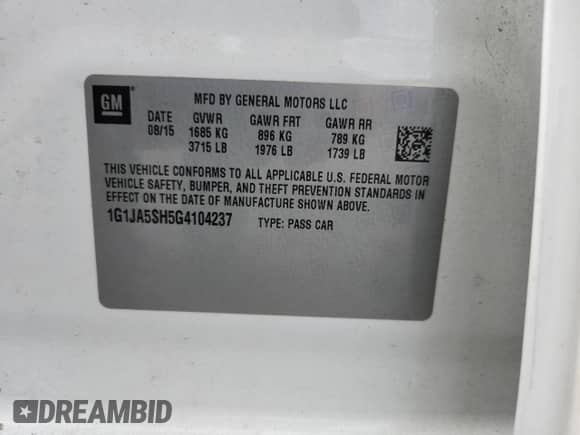 GM
MFD BY GENERAL MOTORS LLC
DATE GVWR GAWR FRT GAWR RR
08/15 1685 KG 896 KG 789 KG
3715 LB 1976 LB 1739 LB
THIS VEHICLE CONFORMS TO ALL APPLICABLE U.S. FEDERAL MOTOR
VEHICLE SAFETY, BUMPER, AND THEFT PREVENTION STANDARDS IN
EFFECT ON THE DATE OF MANUFACTURE SHOWN ABOVE.
1G1JA5SH5G4104237 TYPE: PASS CAR
DREAMBID